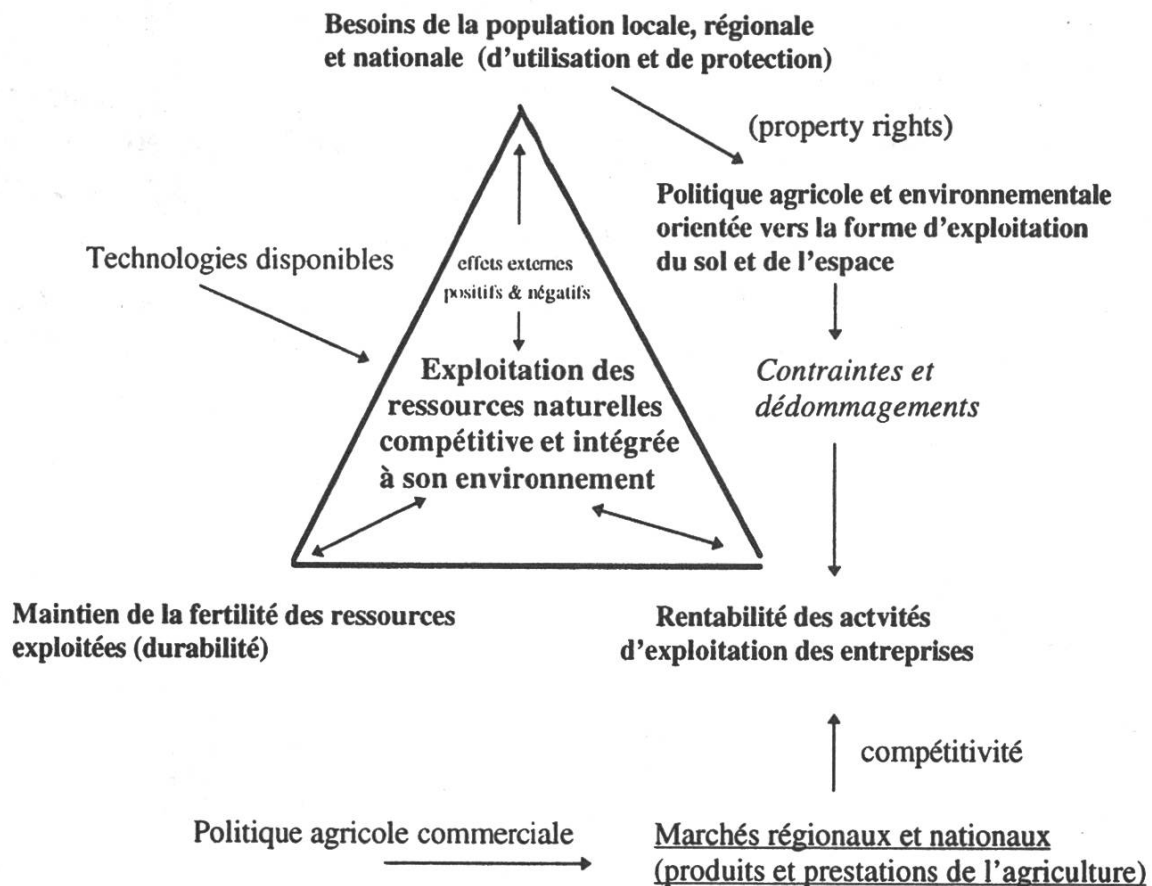 Besoins de la population locale, régionale
et nationale (d'utilisation et de protection)
(property rights)
Politique agricole et environnementale
orientée vers la forme d'exploitation
du sol et de l'espace
Technologies disponibles
effets externes
positifs & négatifs
Exploitation des
ressources naturelles
compétitive et intégrée
à son environnement
Contraintes et
dédommagements
Maintien de la fertilité des ressources
exploitées (durabilité)
Rentabilité des actvités
d'exploitation des entreprises
compétitivité
Politique agricole commerciale
Marchés régionaux et nationaux
(produits et prestations de l'agriculture)